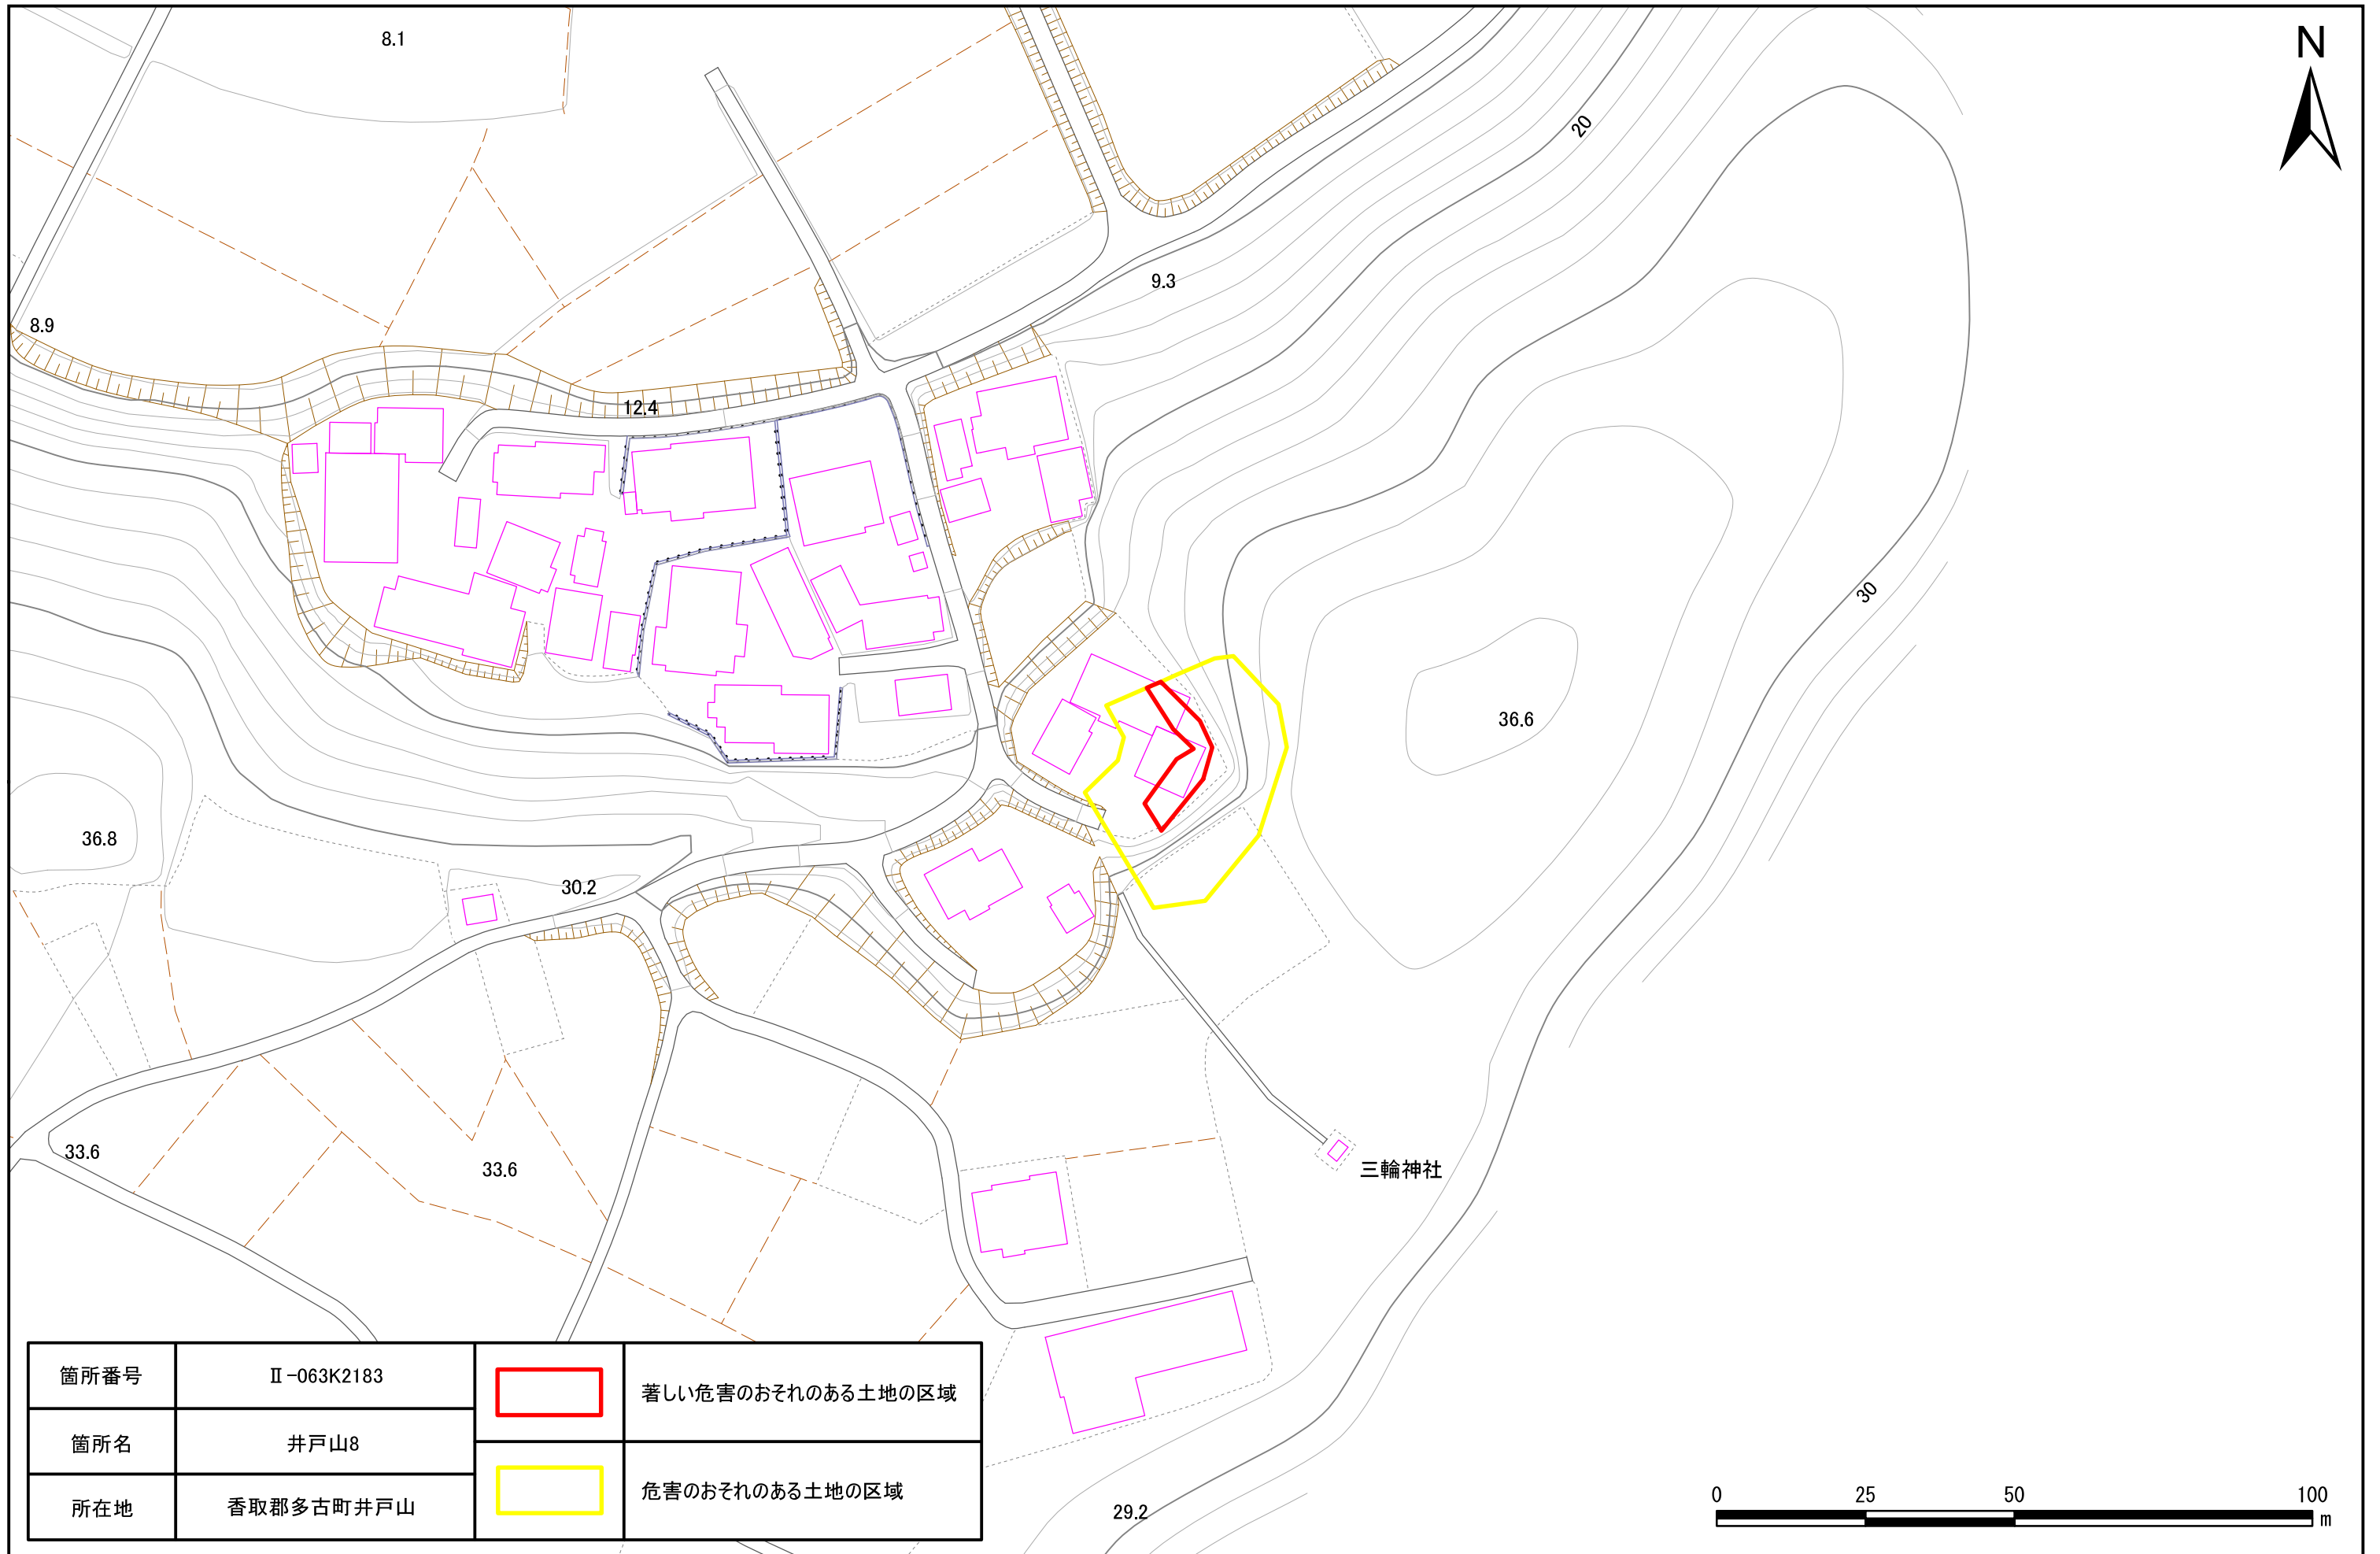 8.1
N
20
9.3
8.9
12.4
30
36.6
36.8
30.2
33.6
33.6
三輪神社
箇所番号 Ⅱ-063K2183
箇所名 井戸山8
所在地 香取郡多古町井戸山
著しい危害のおそれのある土地の区域
危害のおそれのある土地の区域
29.2
0 25 50 100
m